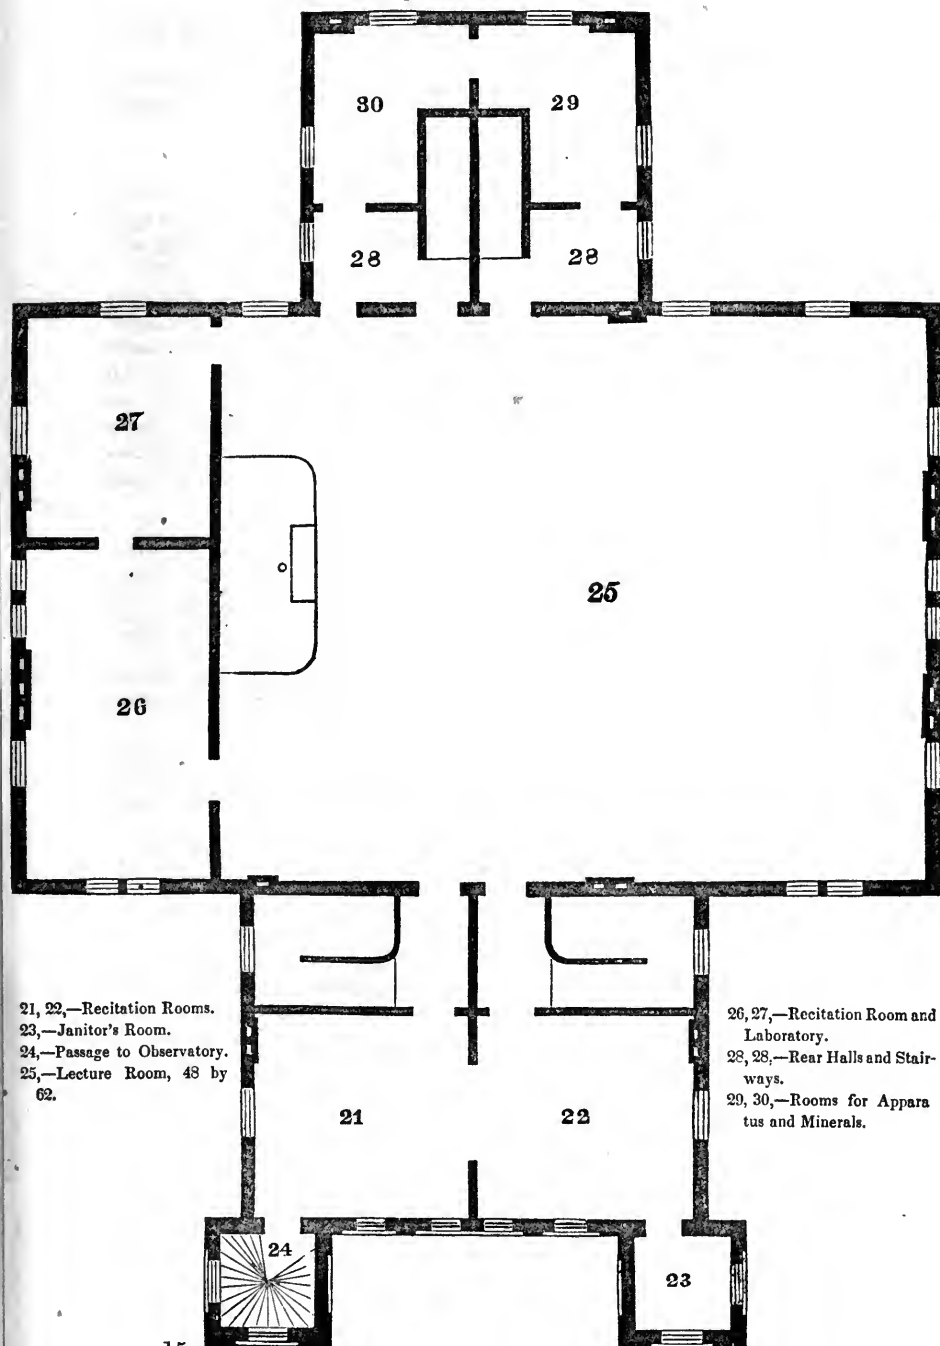 30
29
28
28
27
25
26
21, 22,—Recitation Rooms.
23,—Janitor's Room.
24,—Passage to Observatory.
25,—Lecture Room, 48 by
62.
26, 27,—Recitation Room and
Laboratory.
28, 28,—Rear Halls and Stair-
ways.
29, 30,—Rooms for Appara
tus and Minerals.
21
22
24
23